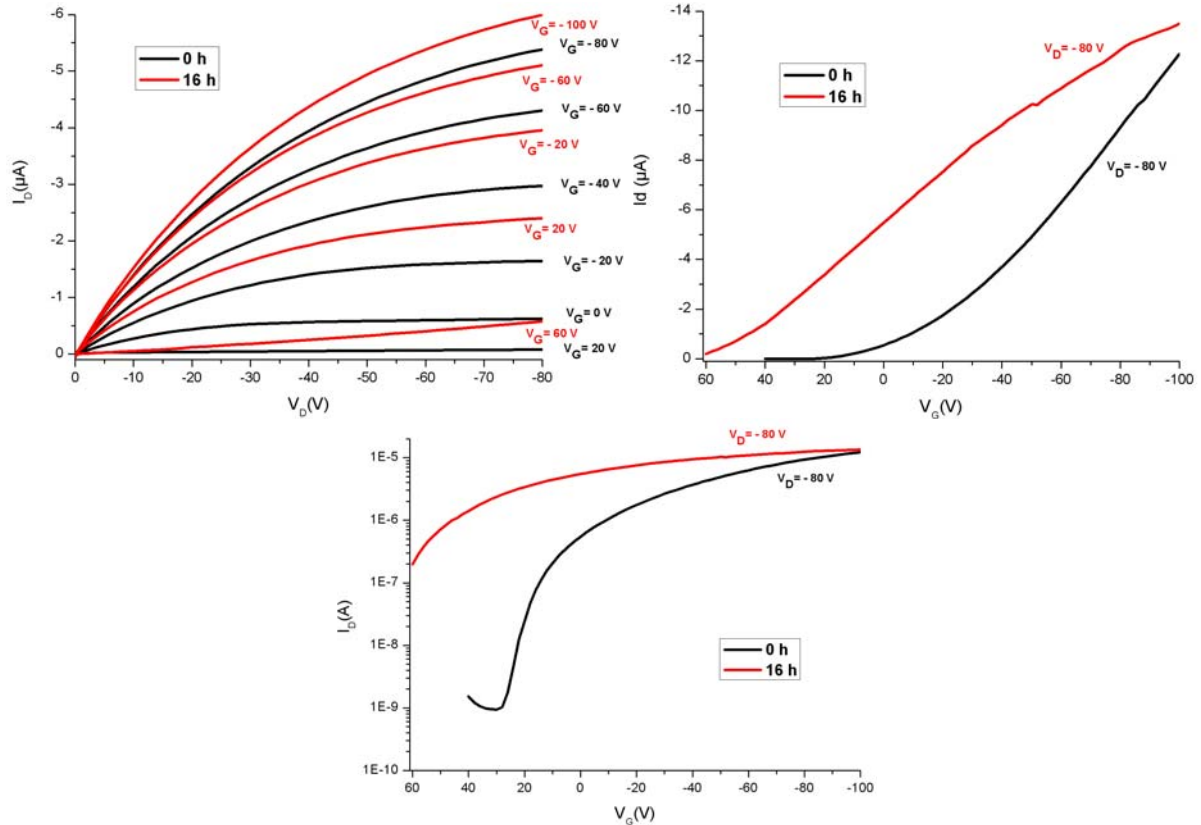 -6
-5
-4
-3
-2
-1
0
I_D(μA)
0 h
16 h
V_G= - 100 V
V_G= - 80 V
V_G= - 60 V
V_G= - 60 V
V_G= - 20 V
V_G= - 40 V
V_G= 20 V
V_G= - 20 V
V_G= 0 V
V_G= 60 V
V_G= 20 V
0 -10 -20 -30 -40 -50 -60 -70 -80
V_D(V)
-14
-12
-10
-8
-6
-4
-2
0
Id (μA)
0 h
16 h
V_D= - 80 V
V_D= - 80 V
60 40 20 0 -20 -40 -60 -80 -100
V_G(V)
1E-5
1E-6
1E-7
1E-8
1E-9
1E-10
I_D(A)
V_D= - 80 V
V_D= - 80 V
0 h
16 h
60 40 20 0 -20 -40 -60 -80 -100
V_G(V)